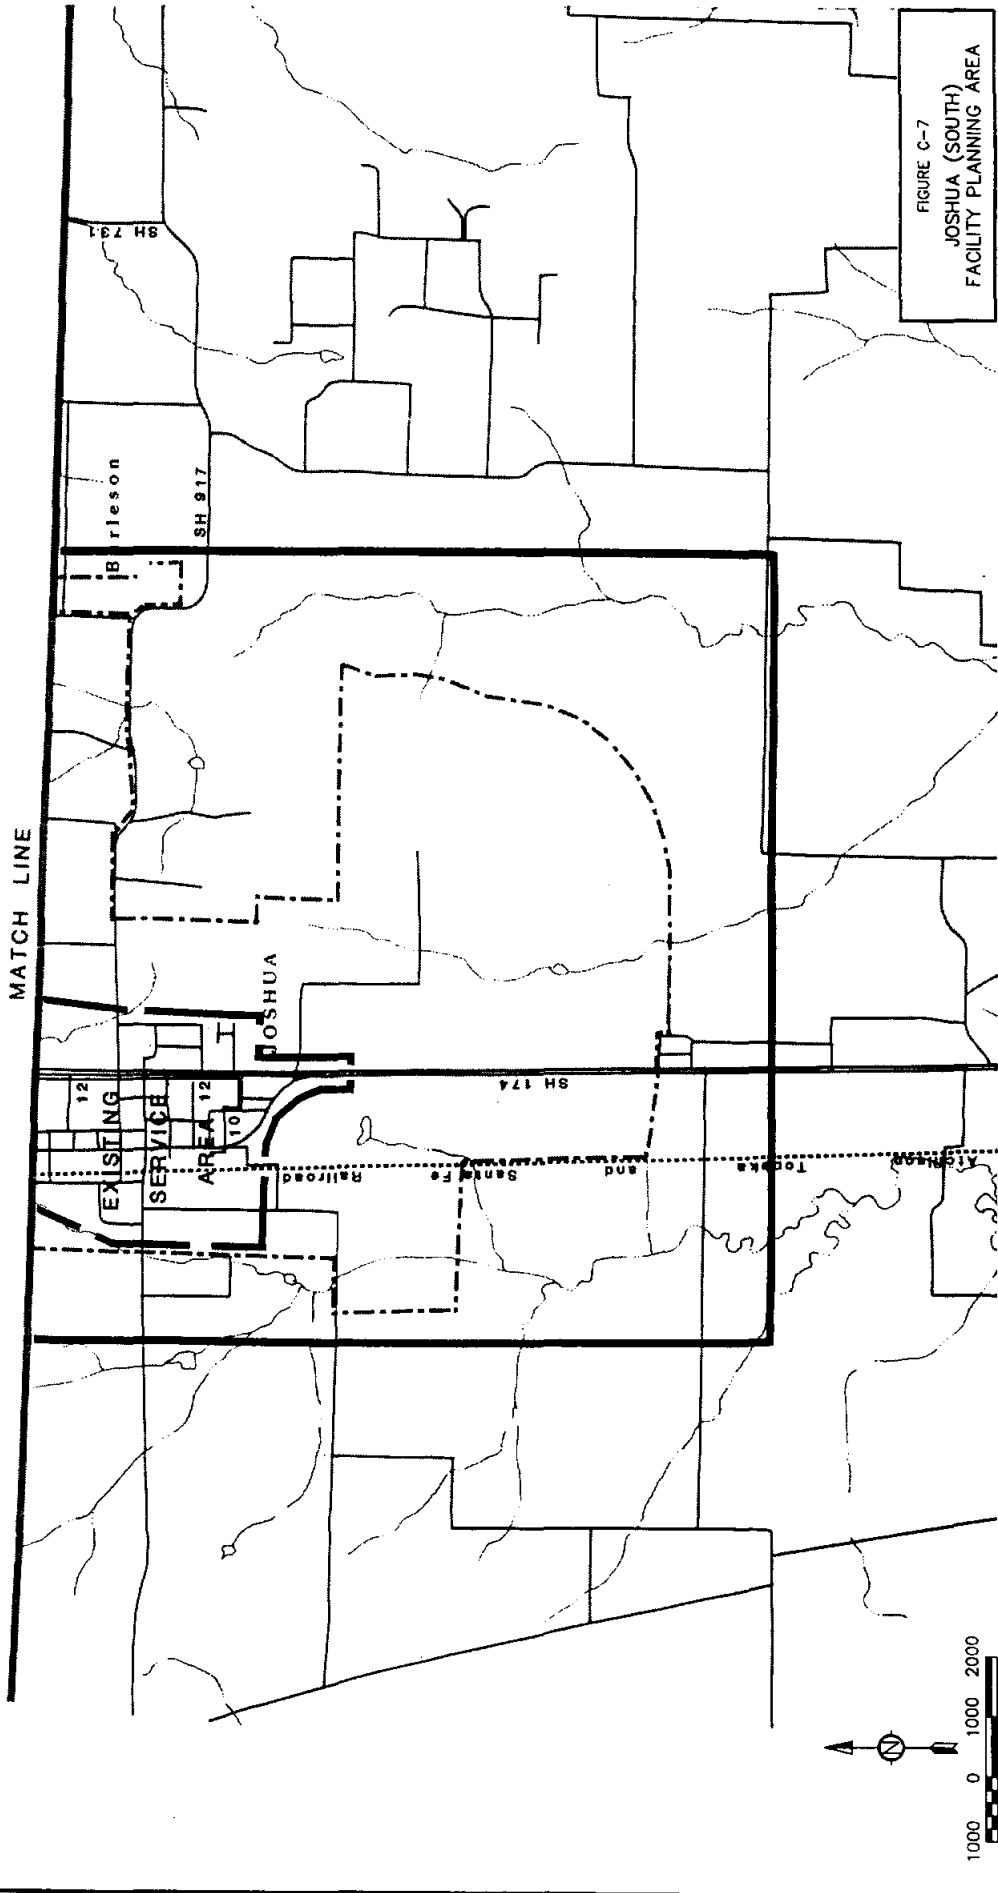 MATCH LINE
SH 731
Burleson
SH 917
JOSHUA
12
12
10
EXISTING
SERVICE
AREA
SH 174
Railroad
Santa Fe
and
Topeka
Atchison
N
1000 0 1000 2000
FIGURE C-7
JOSHUA (SOUTH)
FACILITY PLANNING AREA